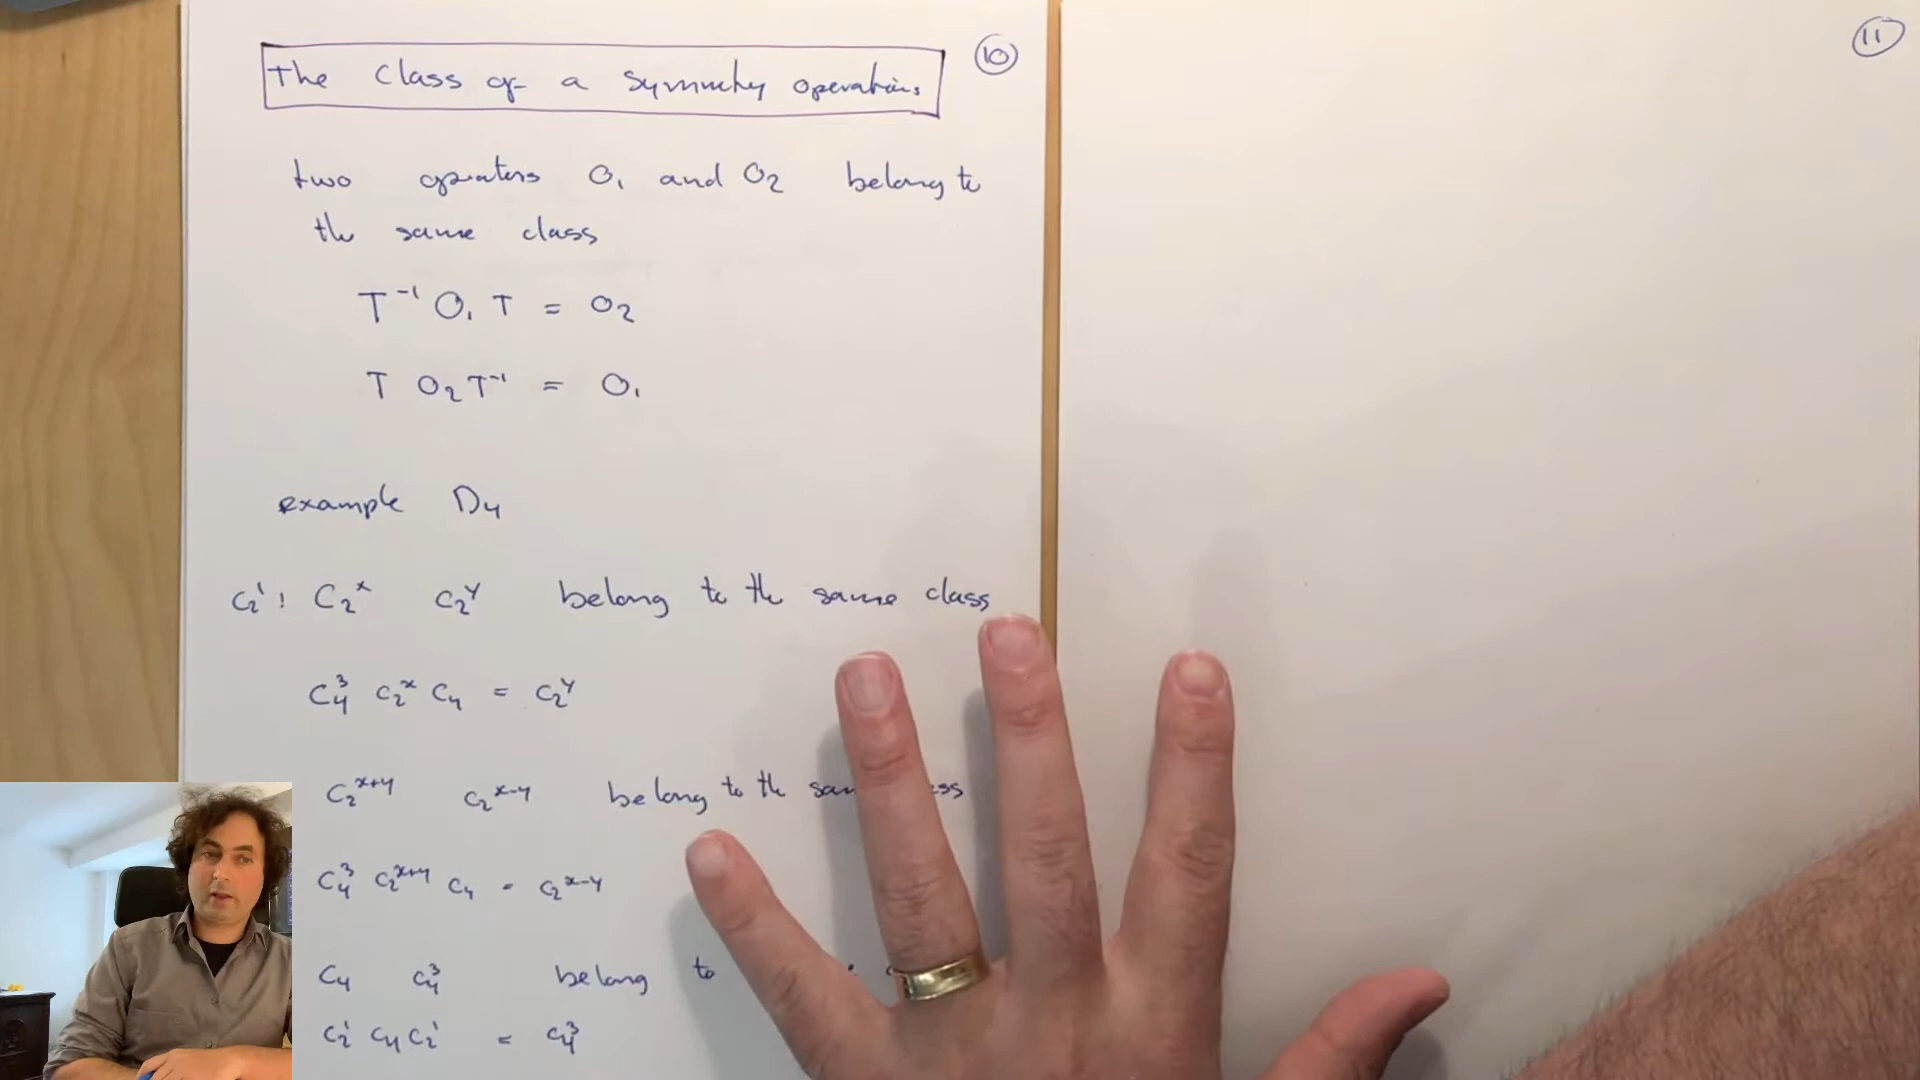 10
The Class of a Symmetry operations
two operators O₁ and O₂ belong to
the same class
T⁻¹ O₁ T = O₂
T O₂ T⁻¹ = O₁
example D₄
C₂' : C₂ˣ C₂ʸ belong to the same class
C₄³ C₂ˣ C₄ = C₂ʸ
C₂ˣ⁺ʸ C₂ˣ⁻ʸ belong to the
C₄³ C₂ˣ⁺ʸ C₄ = C₂ˣ⁻ʸ
C₄ C₄³ belong to
C₂' C₄ C₂' = C₄³
11